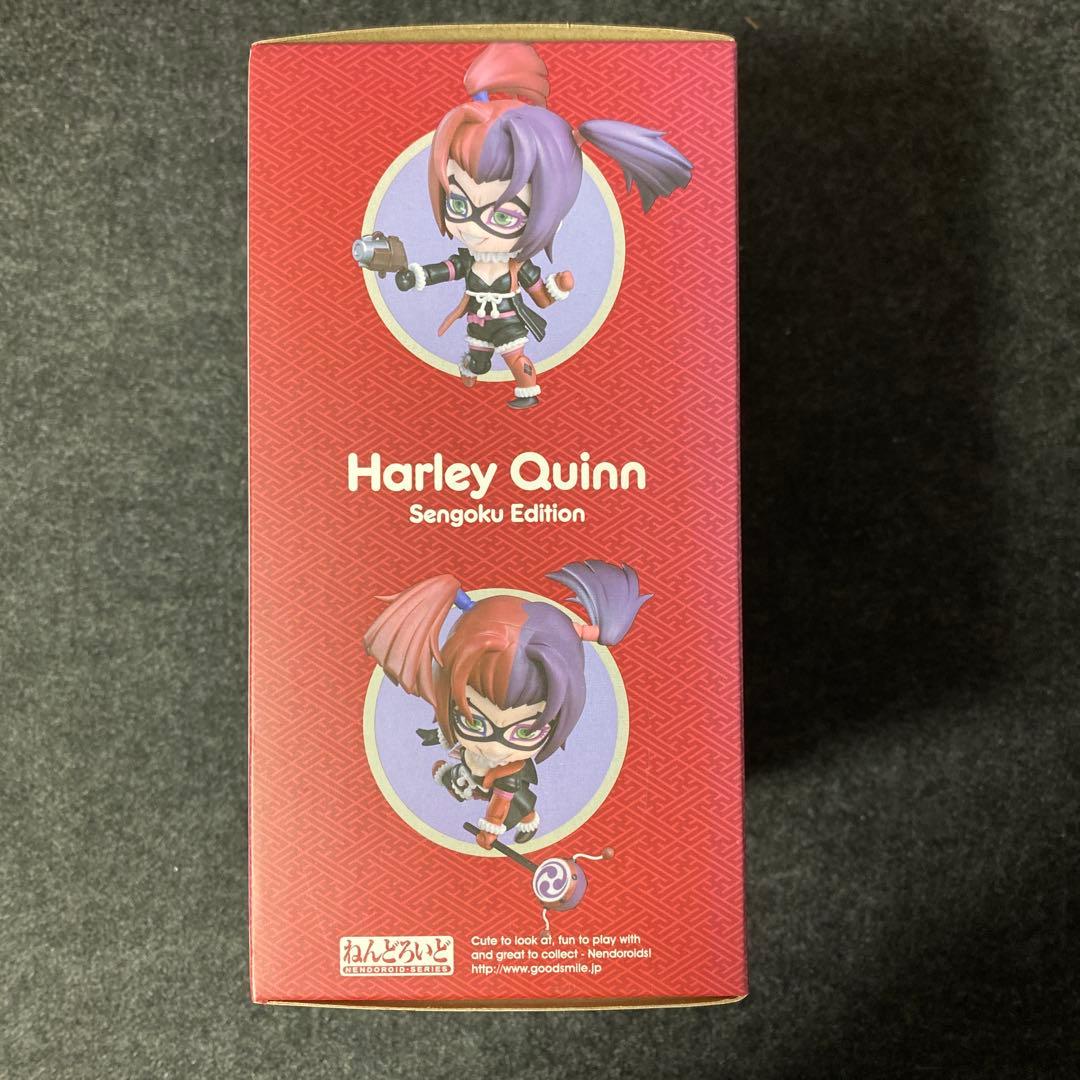 Harley Quinn
Sengoku Edition
ねんどろいど
NENDOROID-SERIES
Cute to look at, fun to play with
and great to collect - Nendoroids!
http://www.goodsmile.jp